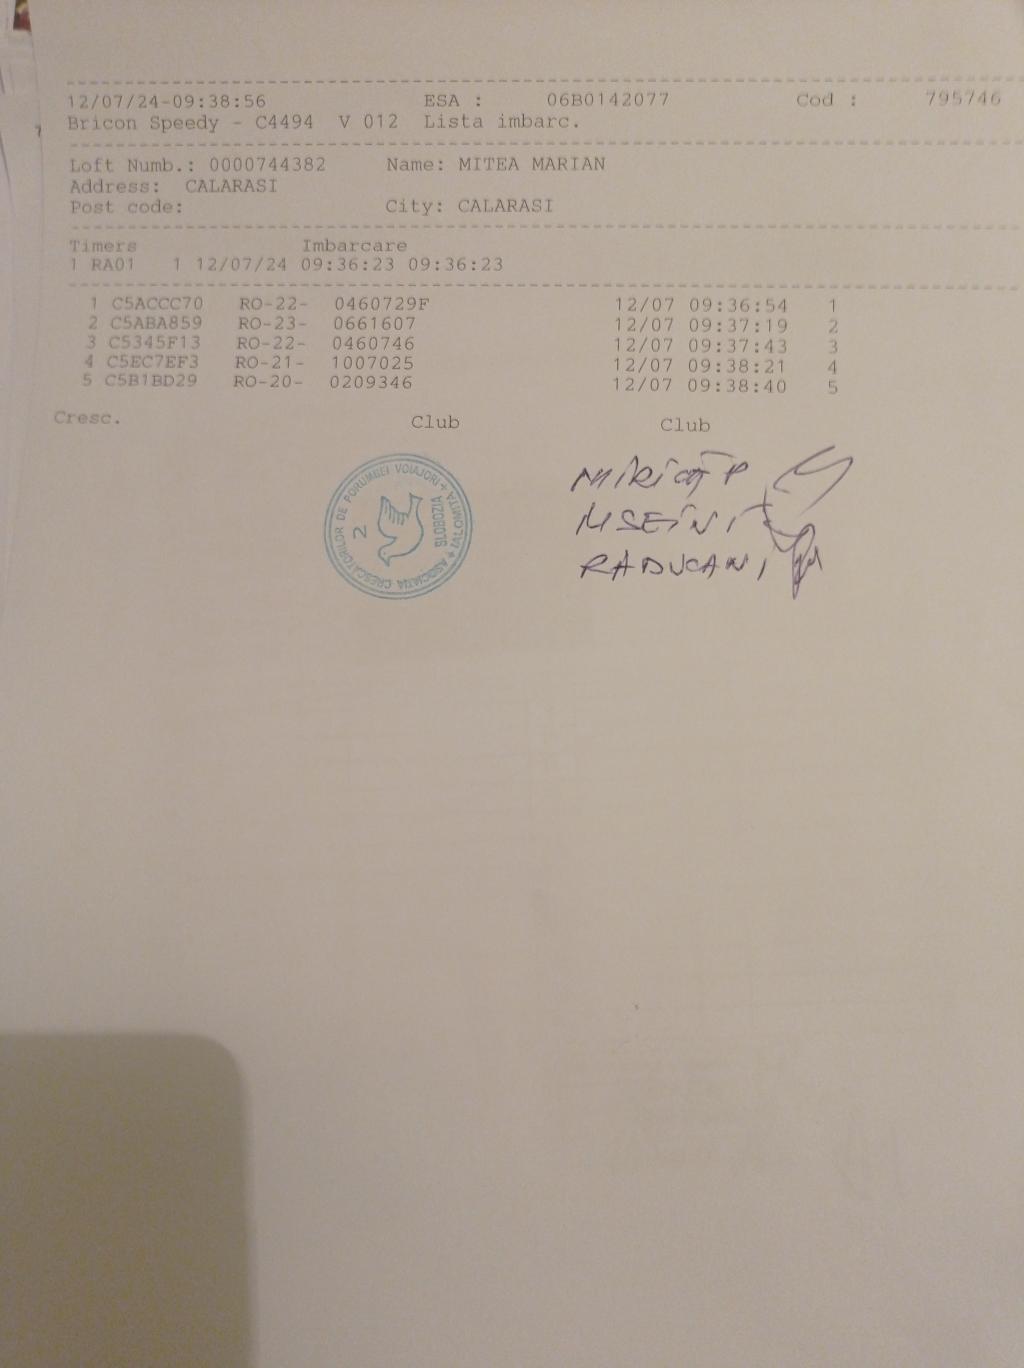 12/07/24-09:38:56 ESA : 06B0142077 Cod : 795746
Bricon Speedy - C4494 V 012 Lista imbarc.
Loft Numb.: 0000744382 Name: MITEA MARIAN
Address: CALARASI
Post code: City: CALARASI
Timers Imbarcare
1 RA01 1 12/07/24 09:36:23 09:36:23
1 C5ACCC70 RO-22- 0460729F 12/07 09:36:54 1
2 C5ABA859 RO-23- 0661607 12/07 09:37:19 2
3 C5345F13 RO-22- 0460746 12/07 09:37:43 3
4 C5EC7EF3 RO-21- 1007025 12/07 09:38:21 4
5 C5B1BD29 RO-20- 0209346 12/07 09:38:40 5
Cresc. Club Club
ASOCIATIA CRESCATORILOR DE PORUMBEI VOIAJORI + IALOMITA +
SLOBOZIA
2
RADUCANI